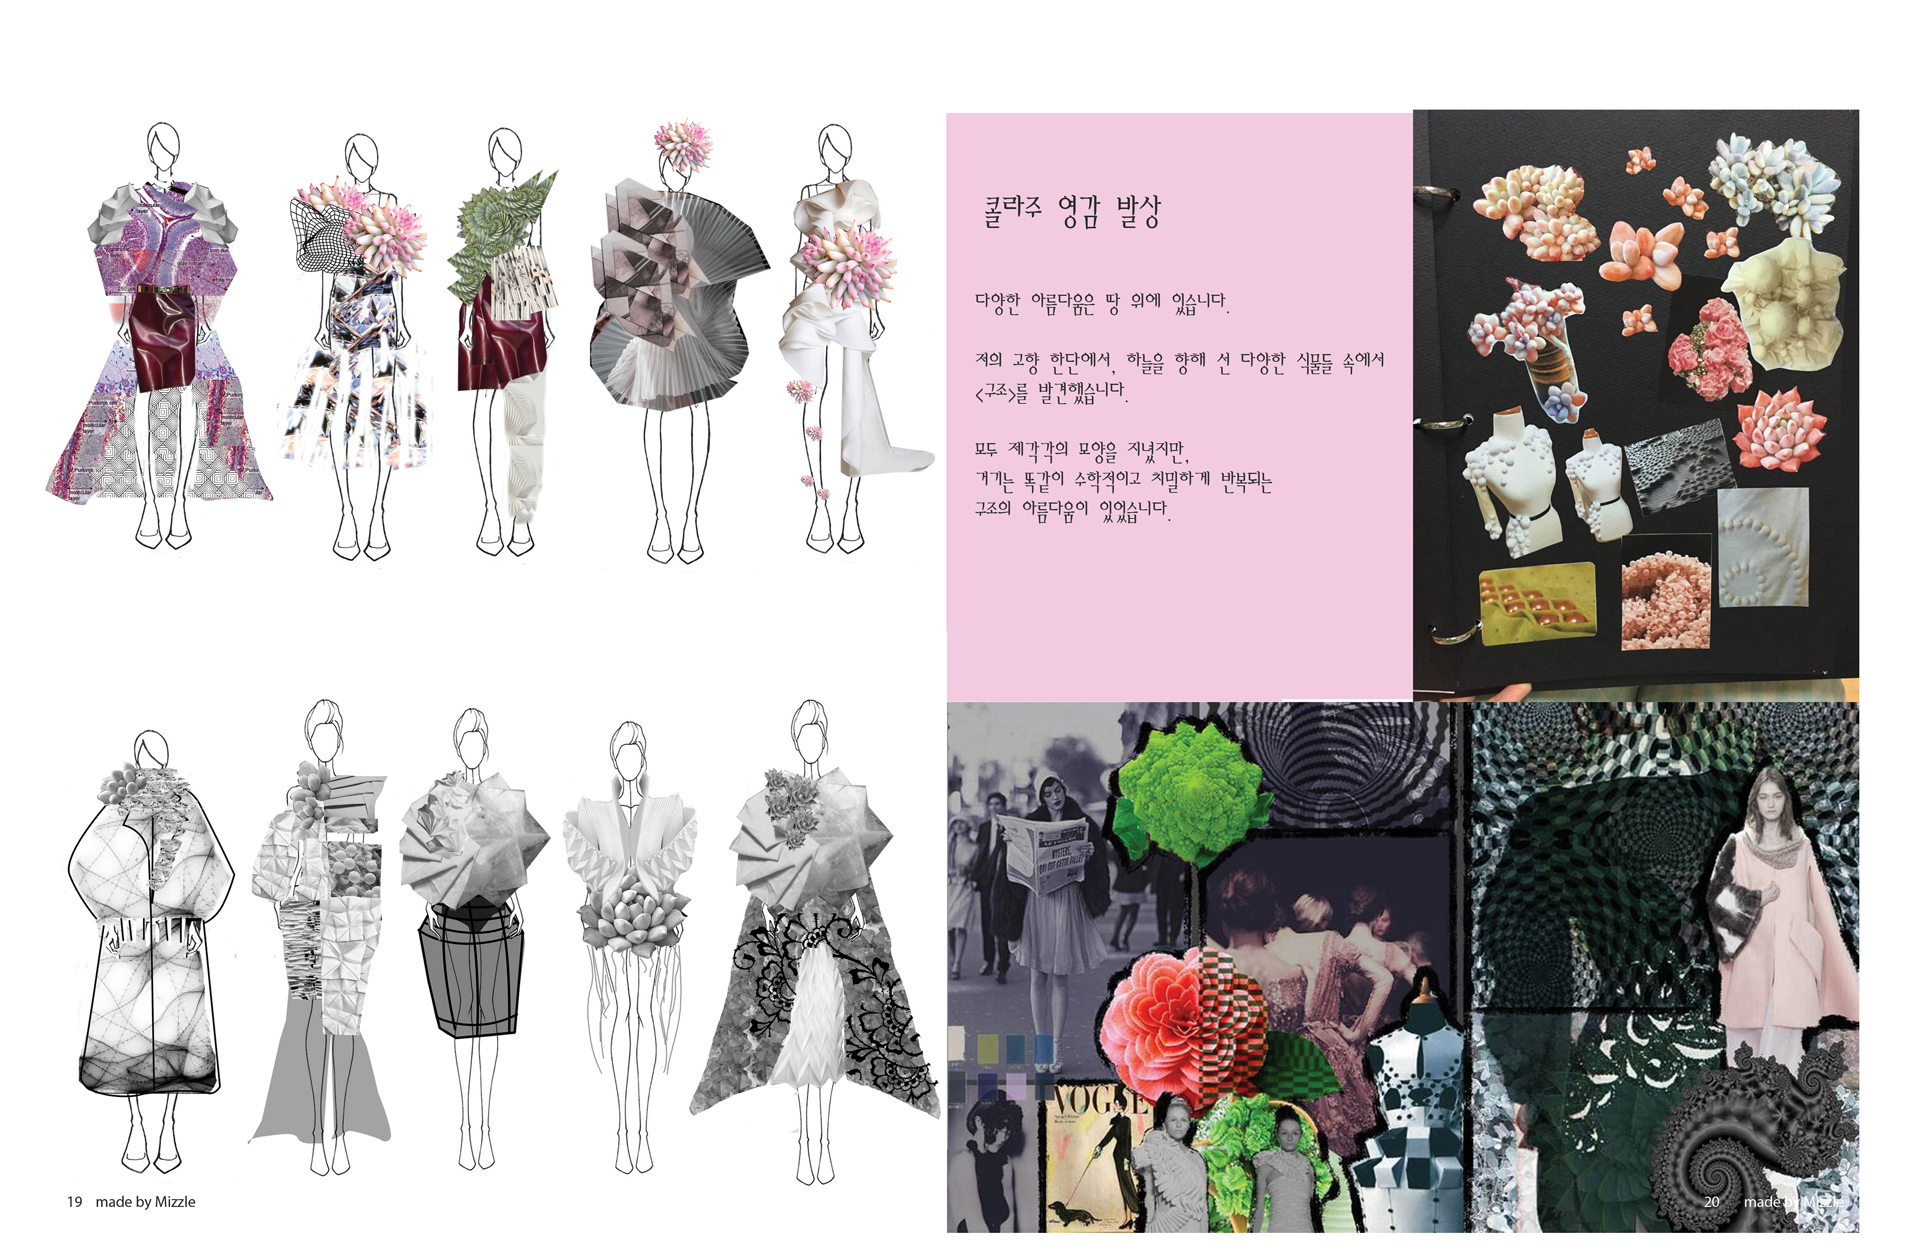 콜라주 영감 발상
다양한 아름다움은 땅 위에 있습니다.
저의 고향 한단에서, 하늘을 향해 선 다양한 식물들 속에서
<구조>를 발견했습니다.
모두 제각각의 모양을 지녔지만,
거기는 똑같이 수학적이고 치밀하게 반복되는
구조의 아름다움이 있었습니다.
molecular
layer
Purkinje
molecular
layer
VOGUE
19 made by Mizzle
20 made by Mizzle